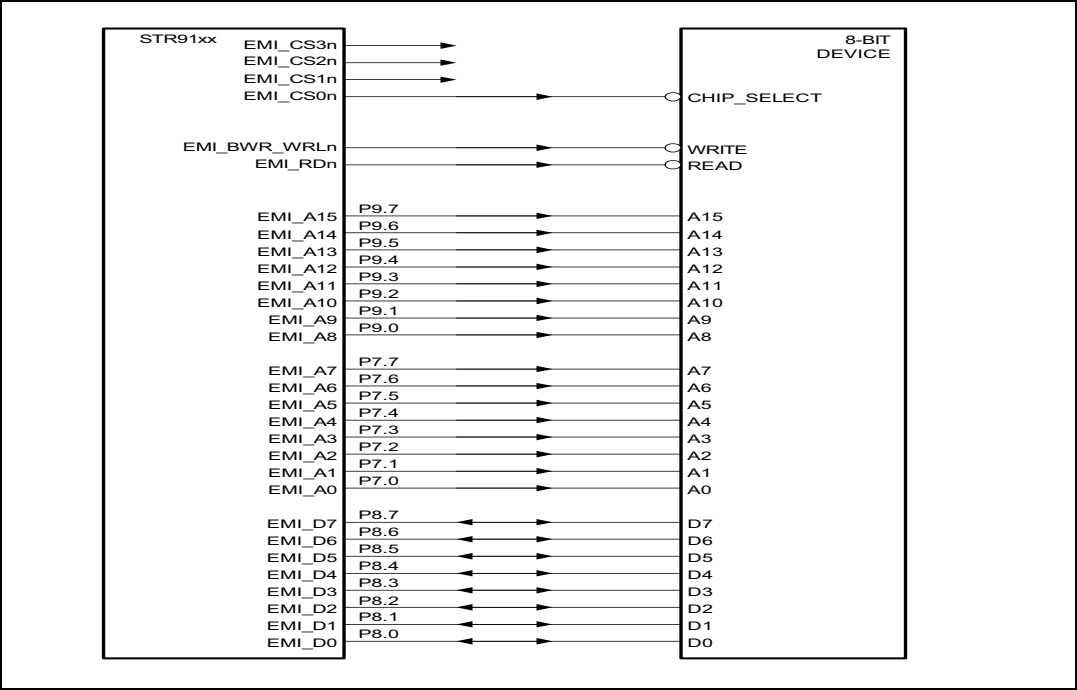 STR91xx EMI_CS3n 8-BIT
EMI_CS2n DEVICE
EMI_CS1n
EMI_CS0n CHIP_SELECT
EMI_BWR_WRLn WRITE
EMI_RDn READ
EMI_A15 P9.7 A15
EMI_A14 P9.6 A14
EMI_A13 P9.5 A13
EMI_A12 P9.4 A12
EMI_A11 P9.3 A11
EMI_A10 P9.2 A10
EMI_A9 P9.1 A9
EMI_A8 P9.0 A8
EMI_A7 P7.7 A7
EMI_A6 P7.6 A6
EMI_A5 P7.5 A5
EMI_A4 P7.4 A4
EMI_A3 P7.3 A3
EMI_A2 P7.2 A2
EMI_A1 P7.1 A1
EMI_A0 P7.0 A0
EMI_D7 P8.7 D7
EMI_D6 P8.6 D6
EMI_D5 P8.5 D5
EMI_D4 P8.4 D4
EMI_D3 P8.3 D3
EMI_D2 P8.2 D2
EMI_D1 P8.1 D1
EMI_D0 P8.0 D0